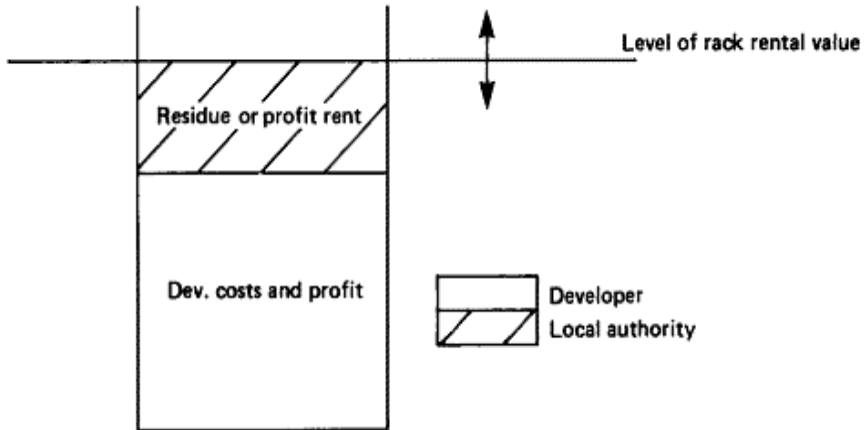 Level of rack rental value
Residue or profit rent
Dev. costs and profit
Developer
Local authority